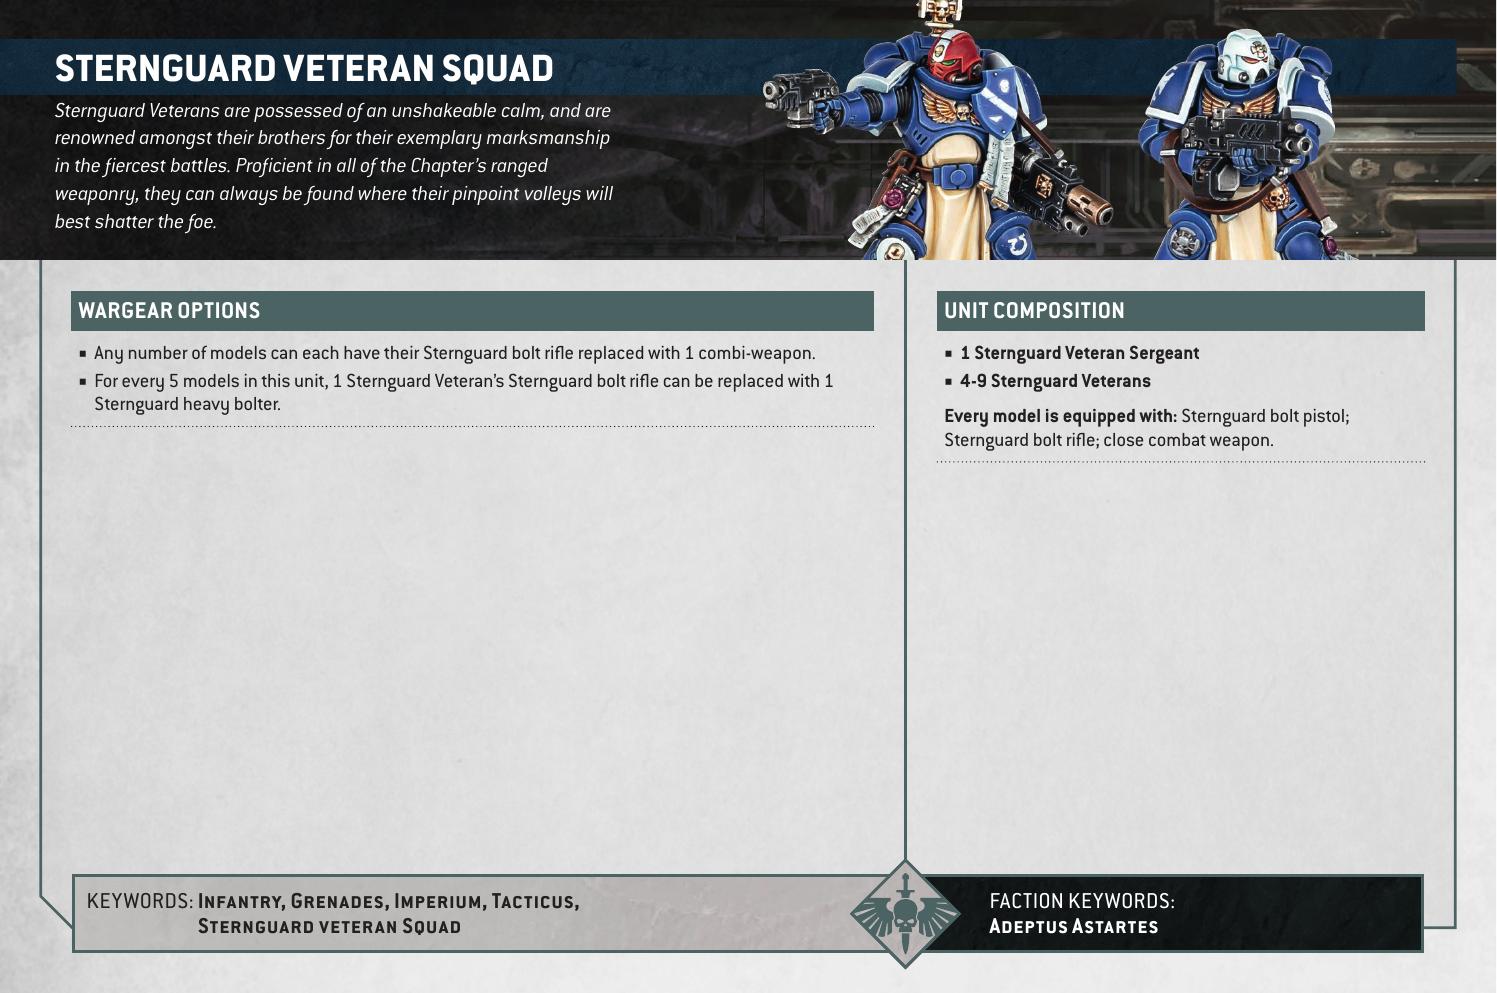 STERNGUARD VETERAN SQUAD
Sternguard Veterans are possessed of an unshakeable calm, and are
renowned amongst their brothers for their exemplary marksmanship
in the fiercest battles. Proficient in all of the Chapter's ranged
weaponry, they can always be found where their pinpoint volleys will
best shatter the foe.
WARGEAR OPTIONS
▪ Any number of models can each have their Sternguard bolt rifle replaced with 1 combi-weapon.
▪ For every 5 models in this unit, 1 Sternguard Veteran's Sternguard bolt rifle can be replaced with 1
Sternguard heavy bolter.
UNIT COMPOSITION
▪ 1 Sternguard Veteran Sergeant
▪ 4-9 Sternguard Veterans
Every model is equipped with: Sternguard bolt pistol;
Sternguard bolt rifle; close combat weapon.
KEYWORDS: Infantry, Grenades, Imperium, Tacticus,
Sternguard veteran Squad
FACTION KEYWORDS:
Adeptus Astartes